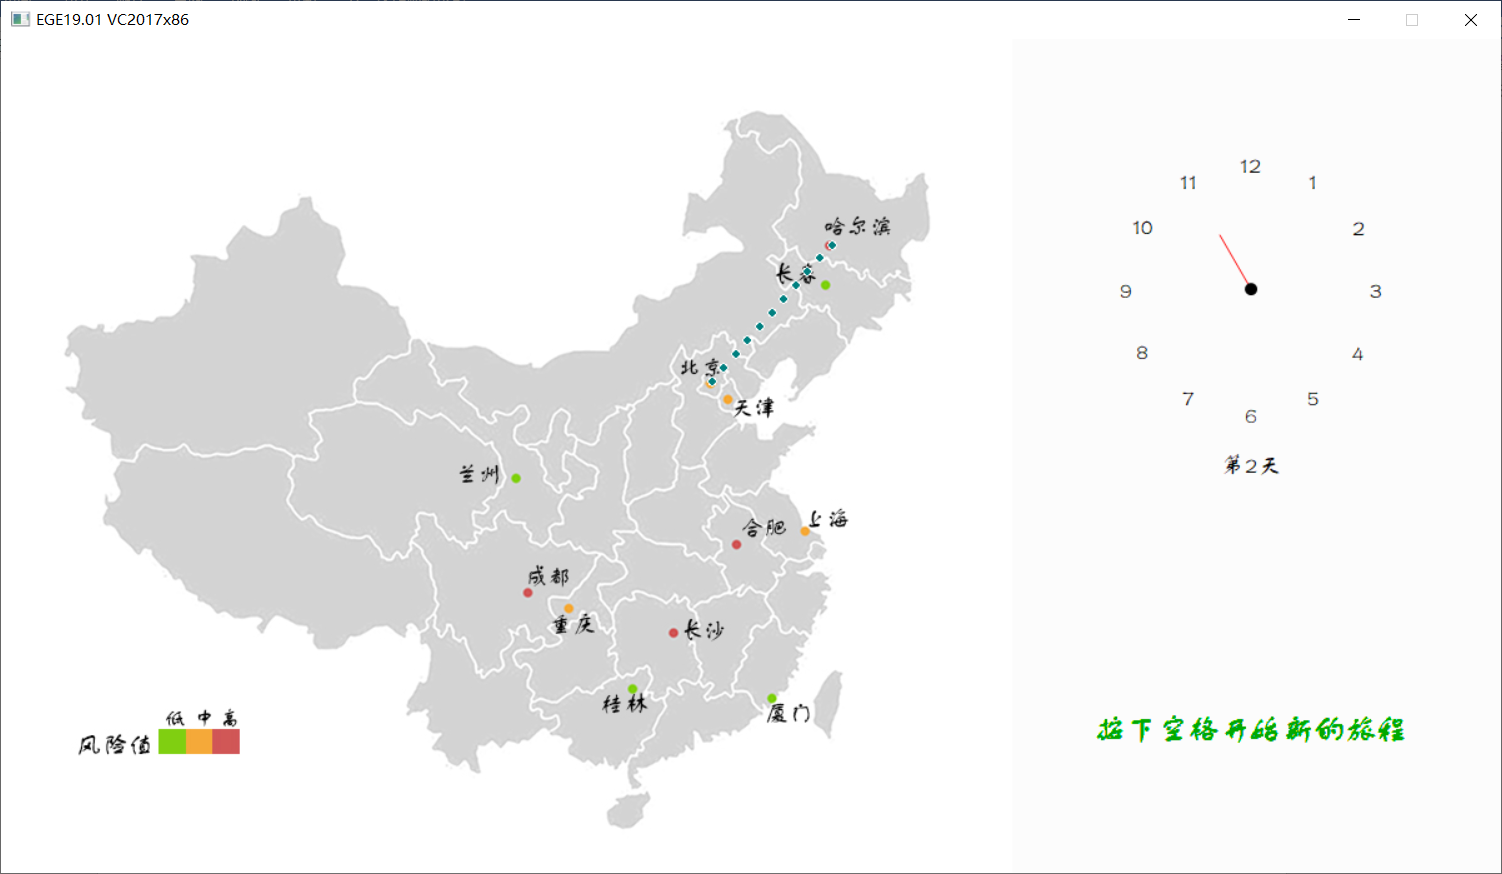 EGE19.01 VC2017x86
哈尔滨
长春
北京
天津
兰州
上海
合肥
成都
重庆
长沙
桂林
厦门
低 中 高
风险值
12
11
1
10
2
9
3
8
4
7
5
6
第2天
按下空格开始新的旅程